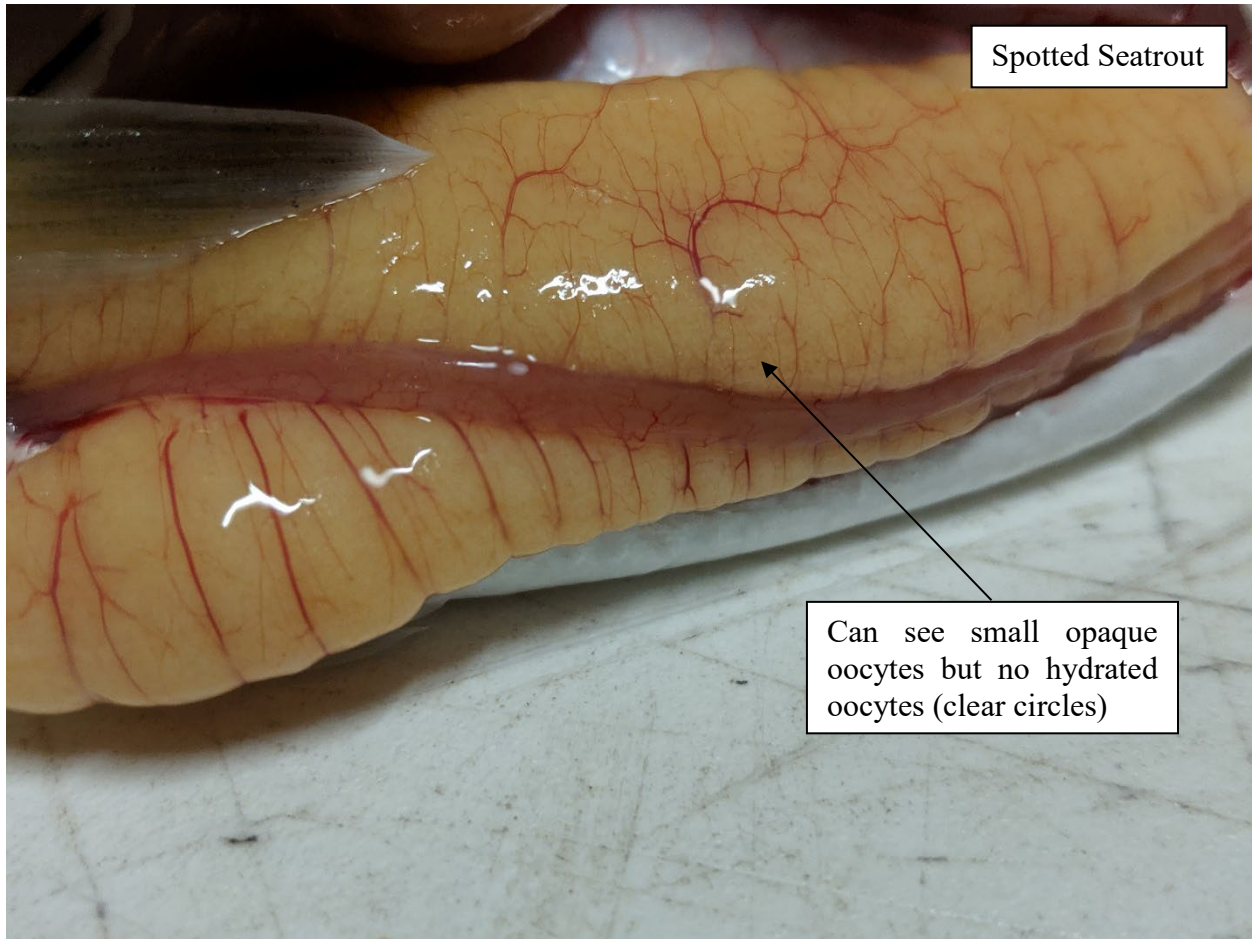 Spotted Seatrout
Can see small opaque
oocytes but no hydrated
oocytes (clear circles)